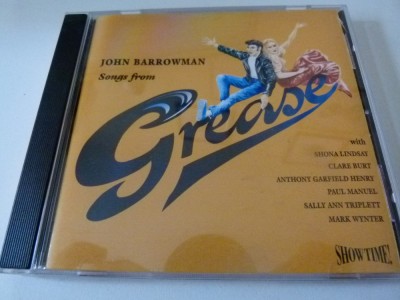 JOHN BARROWMAN
Songs from
Grease
with
SHONA LINDSAY
CLARE BURT
ANTHONY GARFIELD HENRY
PAUL MANUEL
SALLY ANN TRIPLETT
MARK WYNTER
SHOWTIME